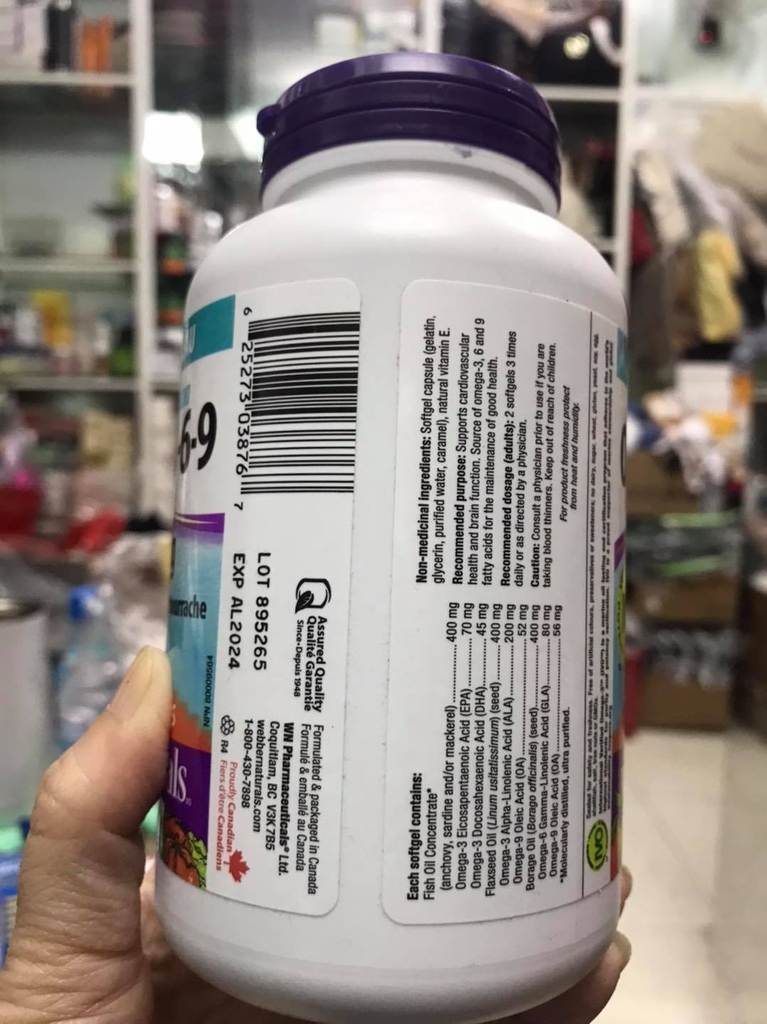 6-9
ourrache
NPN 80009564
6 25273 03876 7
LOT 895265
EXP AL2024
Assured Quality
Qualité Garantie
Since-Depuis 1948
Formulated & packaged in Canada
Formulé & emballé au Canada
WN Pharmaceuticals® Ltd.
Coquitlam, BC V3K 7B5
webbernaturals.com
1-800-430-7898
R4
Proudly Canadian
Fiers d'être Canadiens
Each softgel contains:
Fish Oil Concentrate*
(anchovy, sardine and/or mackerel) 400 mg
Omega-3 Eicosapentaenoic Acid (EPA) 70 mg
Omega-3 Docosahexaenoic Acid (DHA) 45 mg
Flaxseed Oil (Linum usitatissimum) (seed) 400 mg
Omega-3 Alpha-Linolenic Acid (ALA) 200 mg
Omega-9 Oleic Acid (OA) 52 mg
Borage Oil (Borago officinalis) (seed) 400 mg
Omega-6 Gamma-Linolenic Acid (GLA) 80 mg
Omega-9 Oleic Acid (OA) 56 mg
*Molecularly distilled, ultra purified.
Non-medicinal ingredients: Softgel capsule (gelatin,
glycerin, purified water, caramel), natural vitamin E.
Recommended purpose: Supports cardiovascular
health and brain function. Source of omega-3, 6 and 9
fatty acids for the maintenance of good health.
Recommended dosage (adults): 2 softgels 3 times
daily or as directed by a physician.
Caution: Consult a physician prior to use if you are
taking blood thinners. Keep out of reach of children.
For product freshness protect
from heat and humidity.
IVO